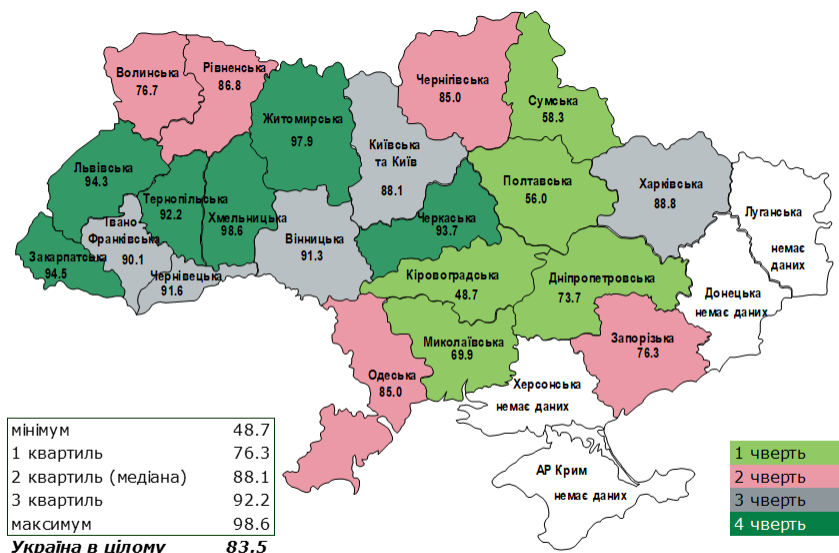 Волинська
76.7
Рівненська
86.8
Житомирська
97.9
Київська
та Київ
88.1
Чернігівська
85.0
Сумська
58.3
Львівська
94.3
Тернопільська
92.2
Хмельницька
98.6
Івано-
Франківська
90.1
Закарпатська
94.5
Чернівецька
91.6
Вінницька
91.3
Черкаська
93.7
Полтавська
56.0
Харківська
88.8
Луганська
немає
даних
Донецька
немає даних
Кіровоградська
48.7
Дніпропетровська
73.7
Запорізька
76.3
Миколаївська
69.9
Одеська
85.0
Херсонська
немає даних
АР Крим
немає даних
мінімум 48.7
1 квартиль 76.3
2 квартиль (медіана) 88.1
3 квартиль 92.2
максимум 98.6
Україна в цілому 83.5
1 чверть
2 чверть
3 чверть
4 чверть